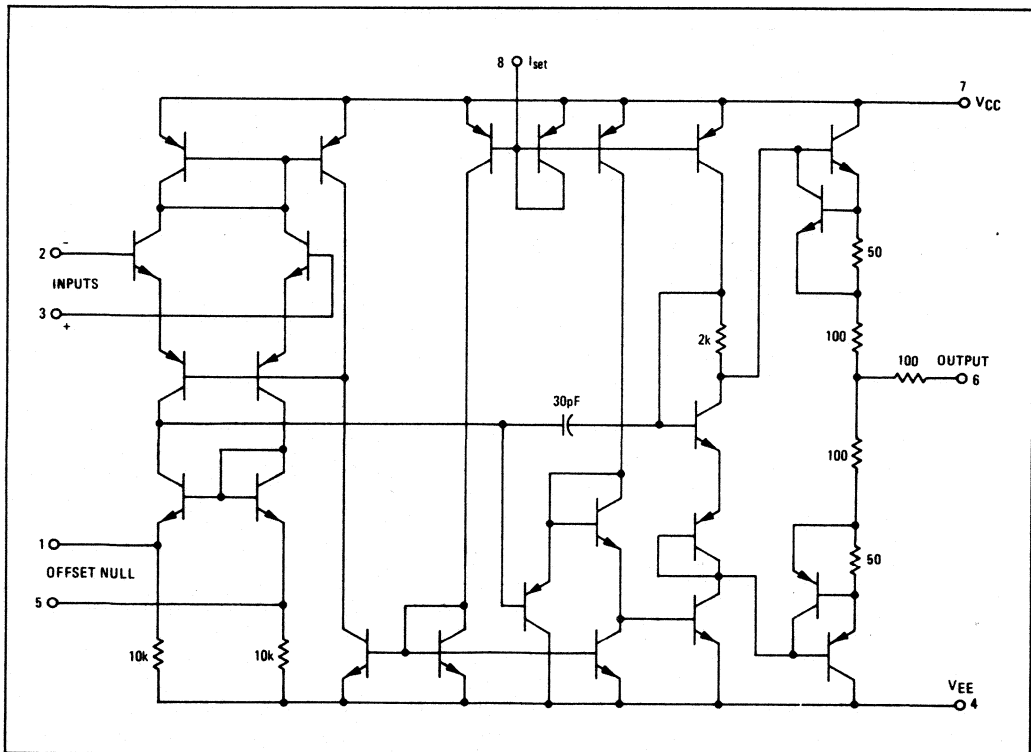 8 Iset
7
VCC
2 −
INPUTS
3
+
50
2k
100
100 OUTPUT
6
30pF
100
1
OFFSET NULL
5
50
10k
10k
VEE
4